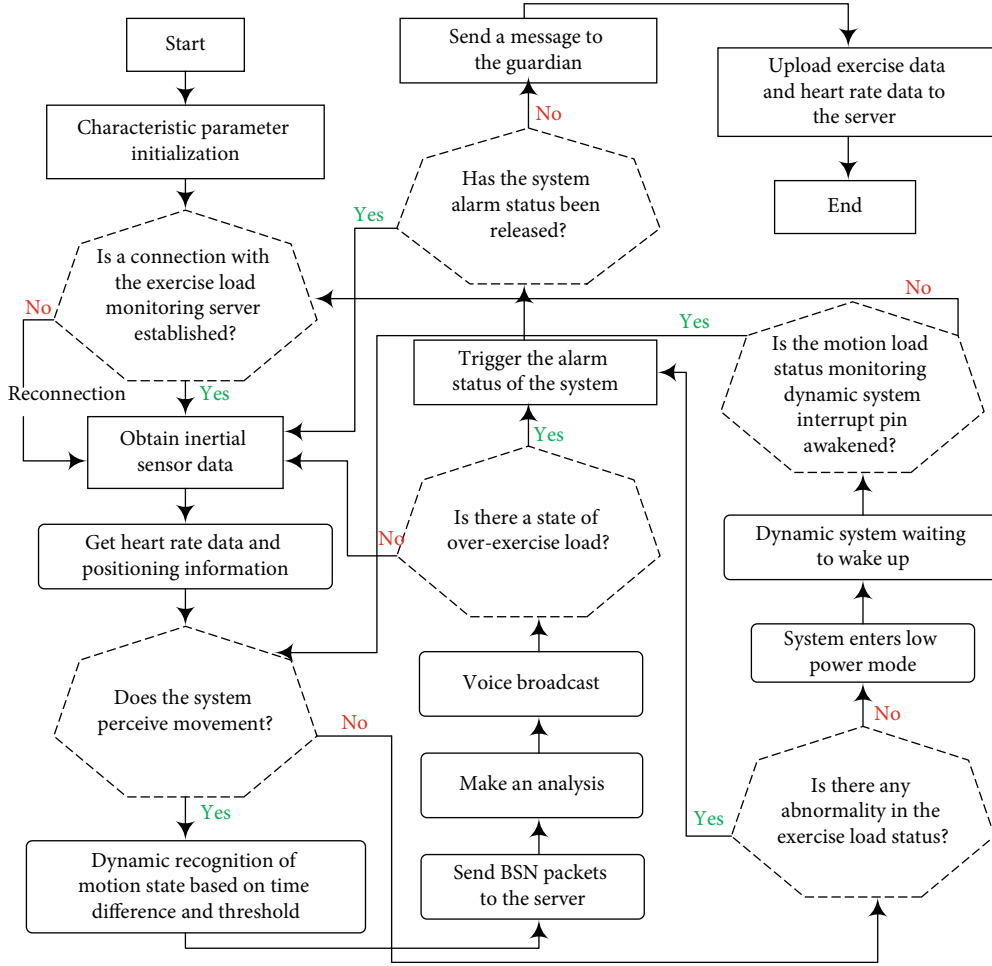 Start
Characteristic parameter
initialization
Is a connection with
the exercise load
monitoring server
established?
No
Reconnection
Yes
Obtain inertial
sensor data
Get heart rate data and
positioning information
Does the system
perceive movement?
No
Yes
Dynamic recognition of
motion state based on time
difference and threshold
Send a message to
the guardian
No
Has the system
alarm status been
released?
Yes
Trigger the alarm
status of the system
Yes
Is there a state of
over-exercise load?
No
Voice broadcast
Make an analysis
Send BSN packets
to the server
Upload exercise data
and heart rate data to
the server
End
No
Yes
Is the motion load
status monitoring
dynamic system
interrupt pin
awakened?
Dynamic system waiting
to wake up
System enters low
power mode
No
Is there any
abnormality in the
exercise load status?
Yes